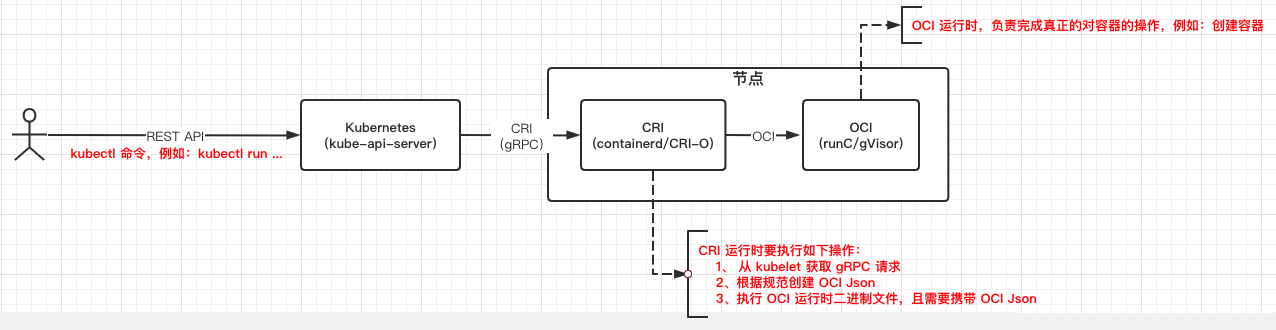 OCI 运行时，负责完成真正的对容器的操作，例如：创建容器
节点
REST API
kubectl 命令，例如：kubectl run ...
Kubernetes
(kube-api-server)
CRI
(gRPC)
CRI
(containerd/CRI-O)
OCI
OCI
(runC/gVisor)
CRI 运行时要执行如下操作：
1、 从 kubelet 获取 gRPC 请求
2、根据规范创建 OCI Json
3、执行 OCI 运行时二进制文件，且需要携带 OCI Json